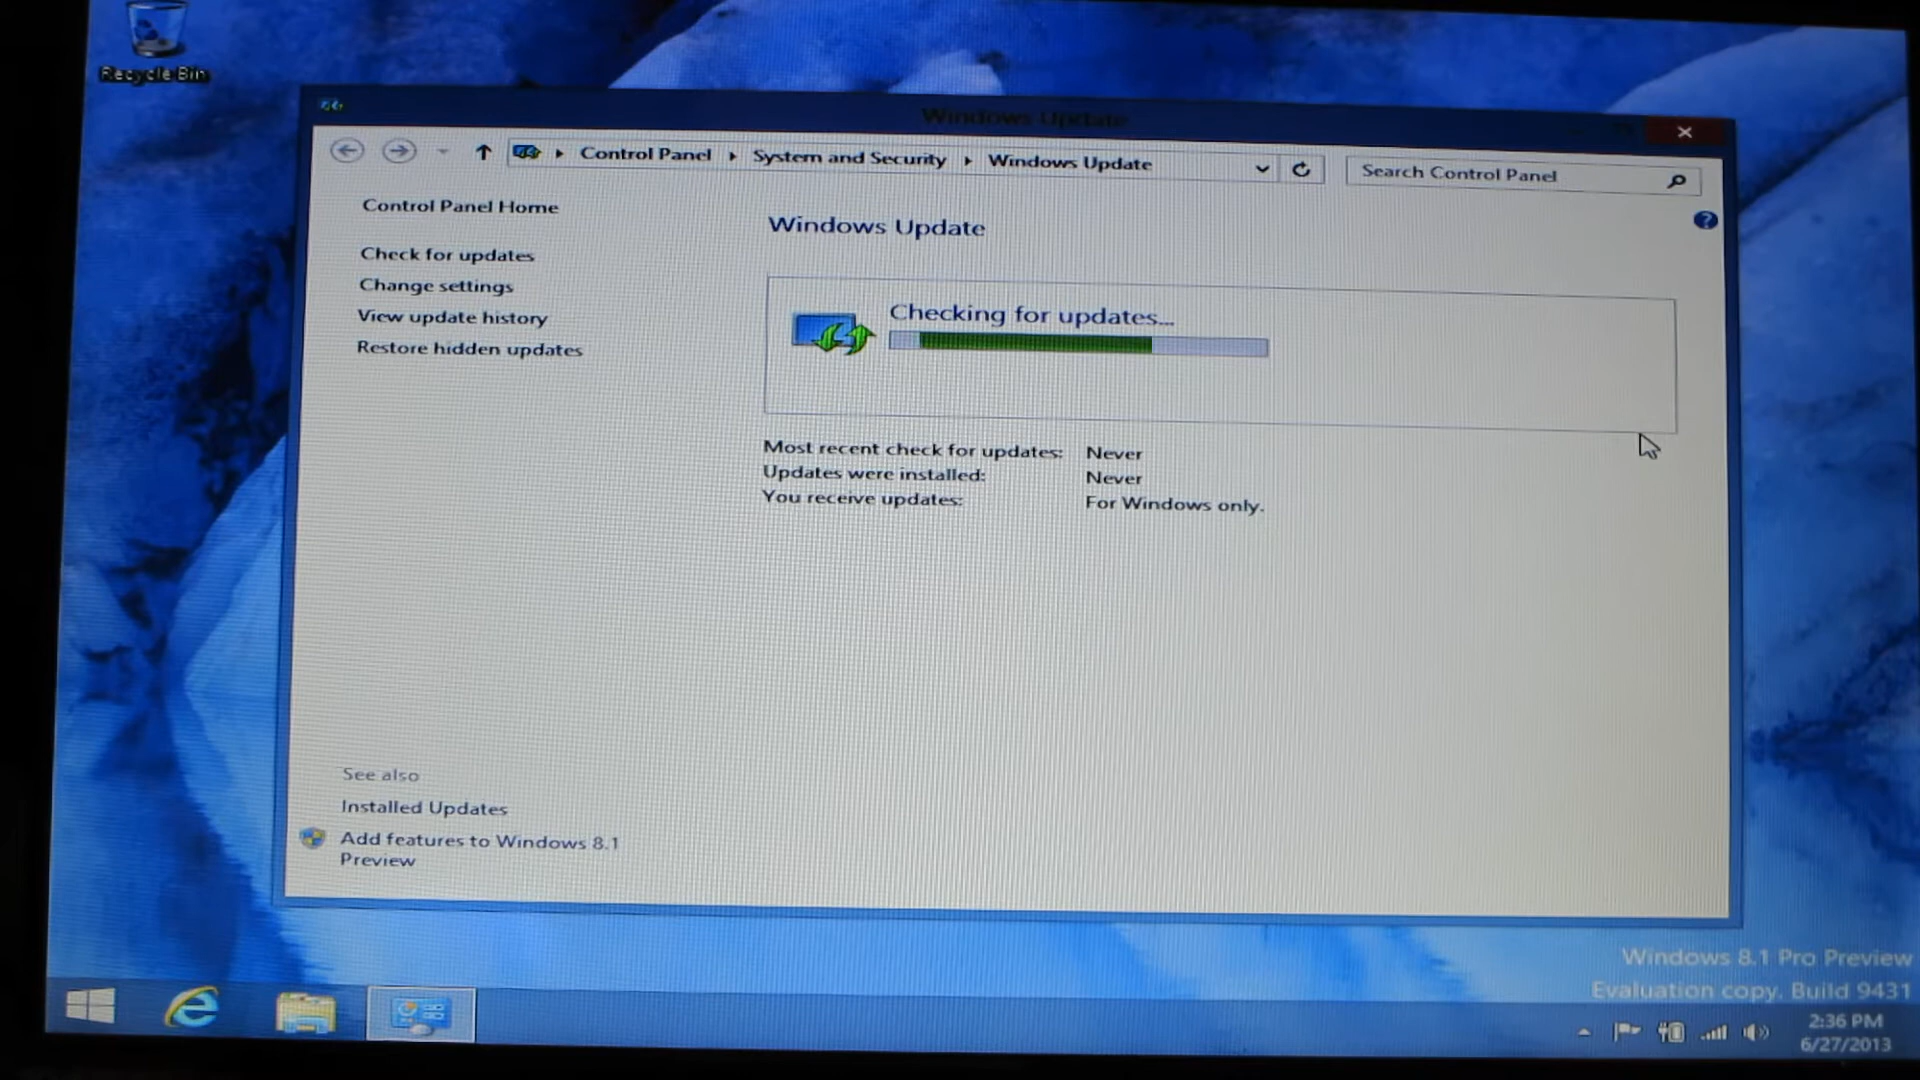 Recycle Bin
Windows Update
Control Panel System and Security Windows Update
Search Control Panel
Control Panel Home
Check for updates
Change settings
View update history
Restore hidden updates
Windows Update
?
Checking for updates...
Most recent check for updates: Never
Updates were installed: Never
You receive updates: For Windows only.
See also
Installed Updates
Add features to Windows 8.1
Preview
Windows 8.1 Pro Preview
Evaluation copy. Build 9431
2:36 PM
6/27/2013